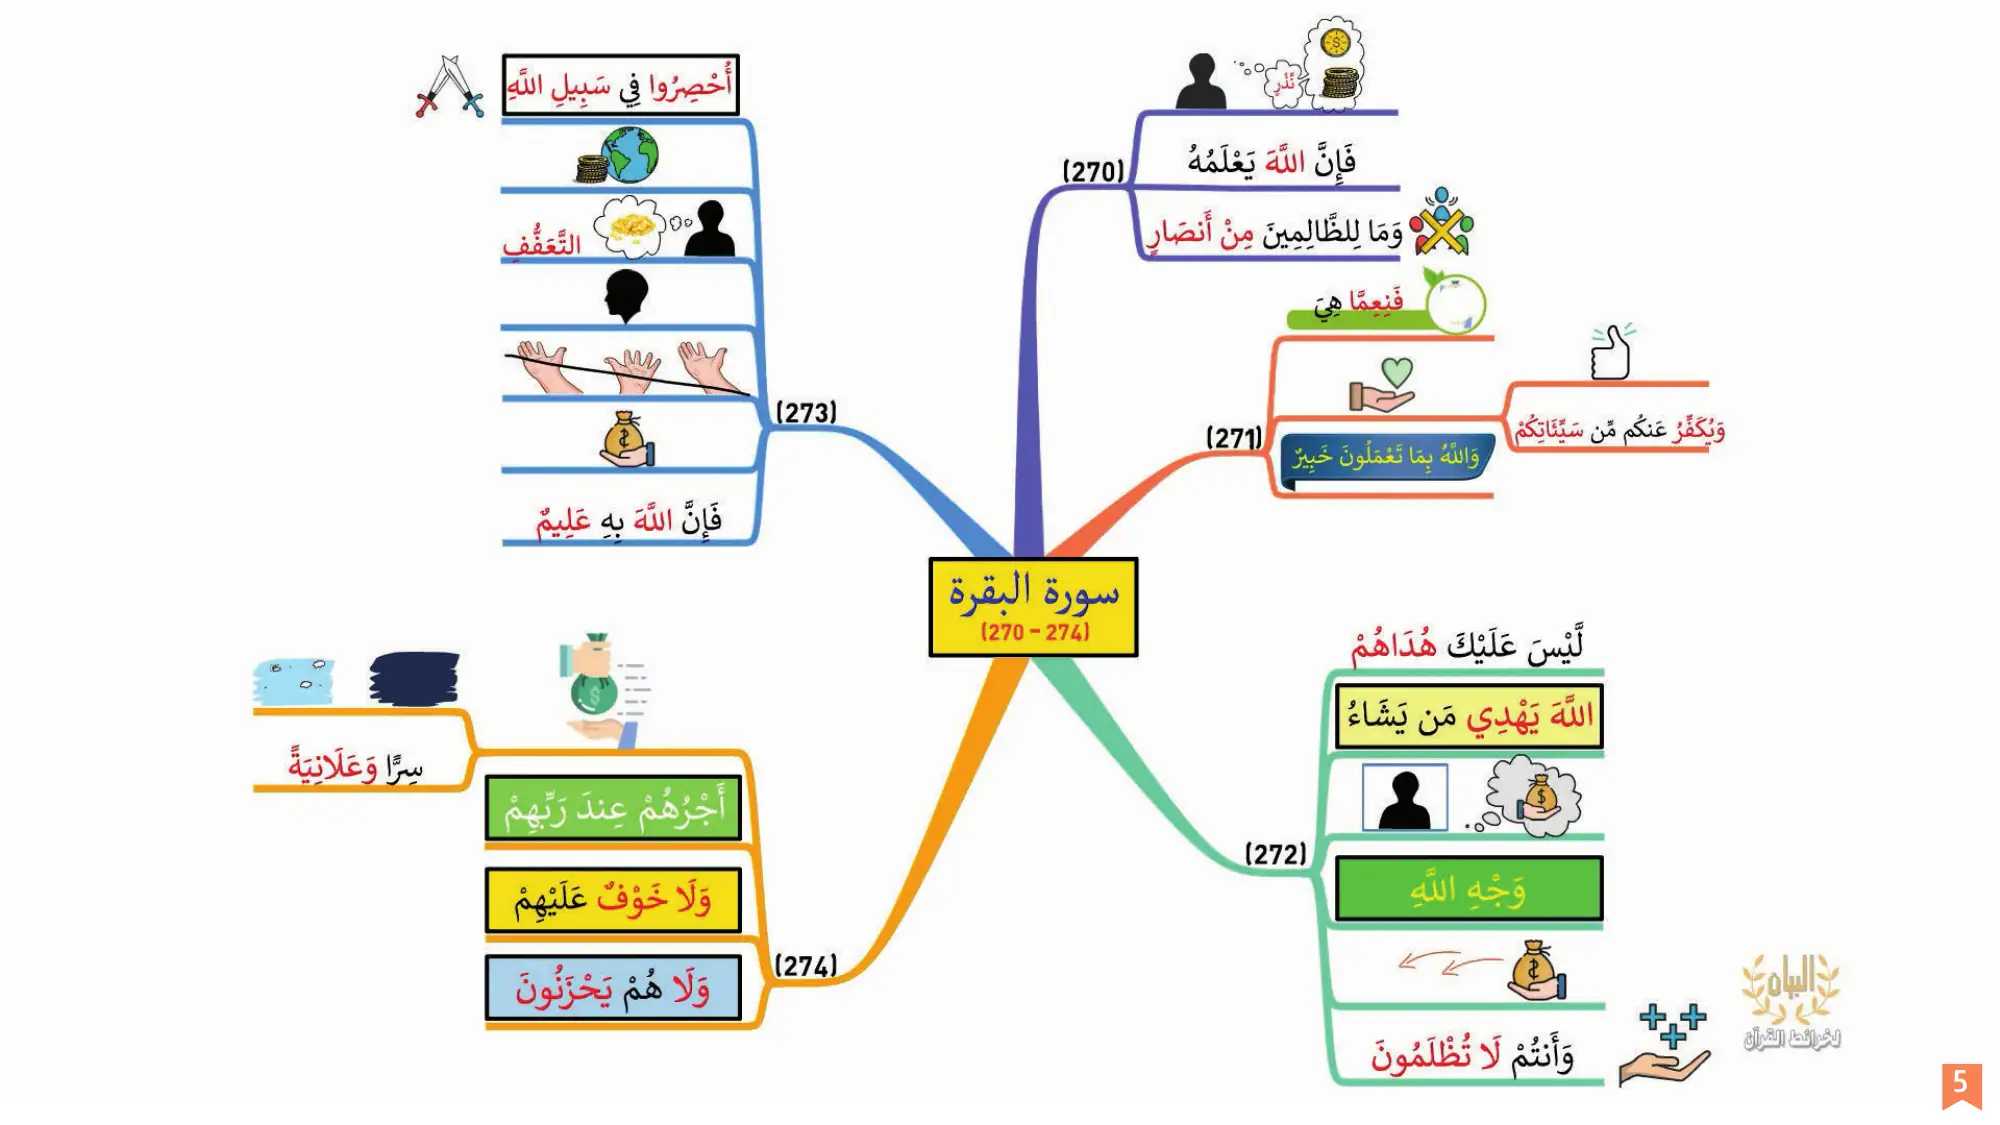 سورة البقرة
(270 - 274)
(270)
نَّذْرٍ
فَإِنَّ اللَّهَ يَعْلَمُهُ
وَمَا لِلظَّالِمِينَ مِنْ أَنصَارٍ
(271)
فَنِعِمَّا هِيَ
وَيُكَفِّرُ عَنكُم مِّن سَيِّئَاتِكُمْ
وَاللَّهُ بِمَا تَعْمَلُونَ خَبِيرٌ
(272)
لَّيْسَ عَلَيْكَ هُدَاهُمْ
اللَّهَ يَهْدِي مَن يَشَاءُ
وَجْهِ اللَّهِ
وَأَنتُمْ لَا تُظْلَمُونَ
(273)
أُحْصِرُوا فِي سَبِيلِ اللَّهِ
التَّعَفُّفِ
فَإِنَّ اللَّهَ بِهِ عَلِيمٌ
(274)
سِرًّا وَعَلَانِيَةً
أَجْرُهُمْ عِندَ رَبِّهِمْ
وَلَا خَوْفٌ عَلَيْهِمْ
وَلَا هُمْ يَحْزَنُونَ
البيان
لخرائط القرآن
5